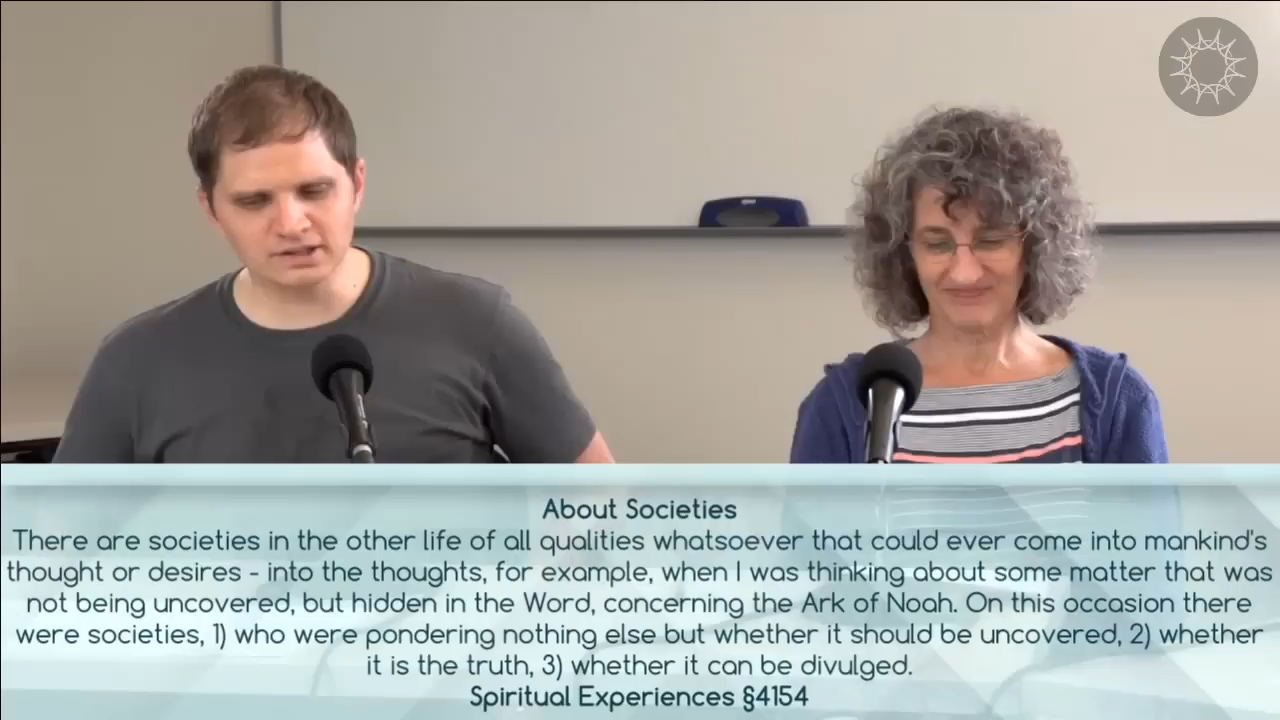 About Societies
There are societies in the other life of all qualities whatsoever that could ever come into mankind's
thought or desires - into the thoughts, for example, when I was thinking about some matter that was
not being uncovered, but hidden in the Word, concerning the Ark of Noah. On this occasion there
were societies, 1) who were pondering nothing else but whether it should be uncovered, 2) whether
it is the truth, 3) whether it can be divulged.
Spiritual Experiences §4154